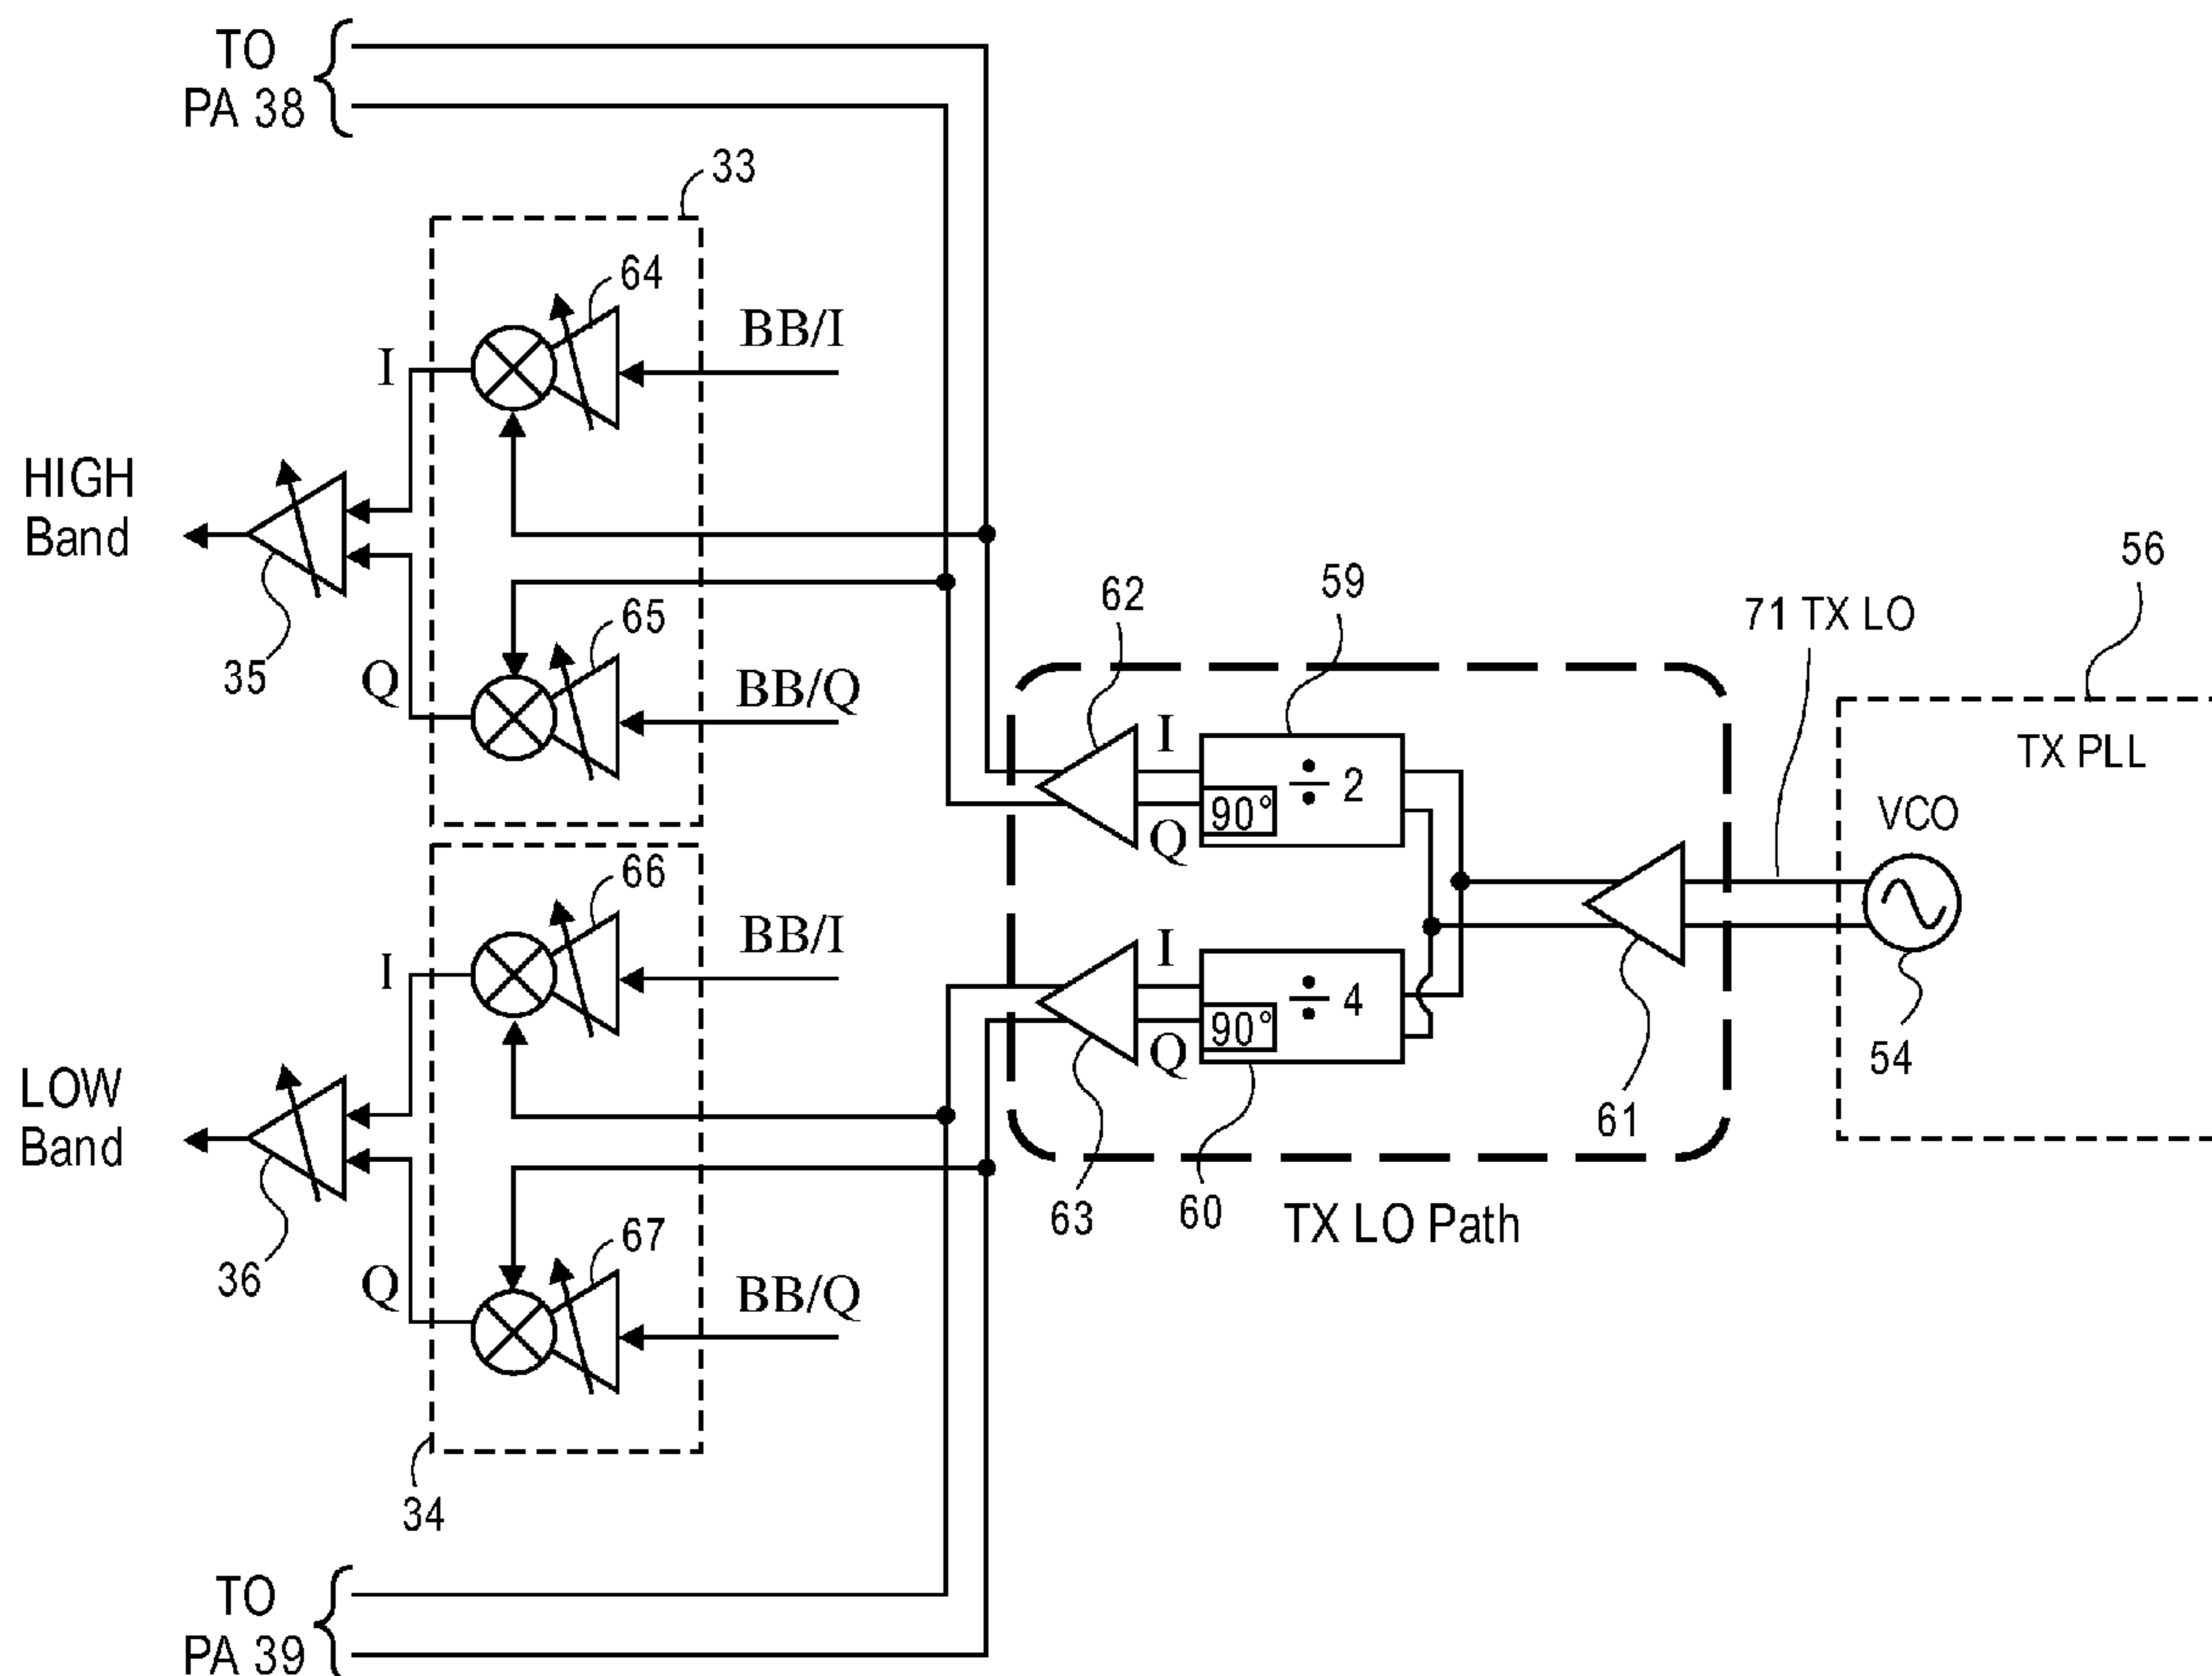 TO
PA 38
33
64
BB/I
I
HIGH
Band
35
65
Q
BB/Q
62
59
71 TX LO
56
TX PLL
I
÷ 2
90°
Q
VCO
66
BB/I
I
I
÷ 4
90°
Q
54
61
LOW
Band
36
67
Q
BB/Q
63
60
TX LO Path
34
TO
PA 39